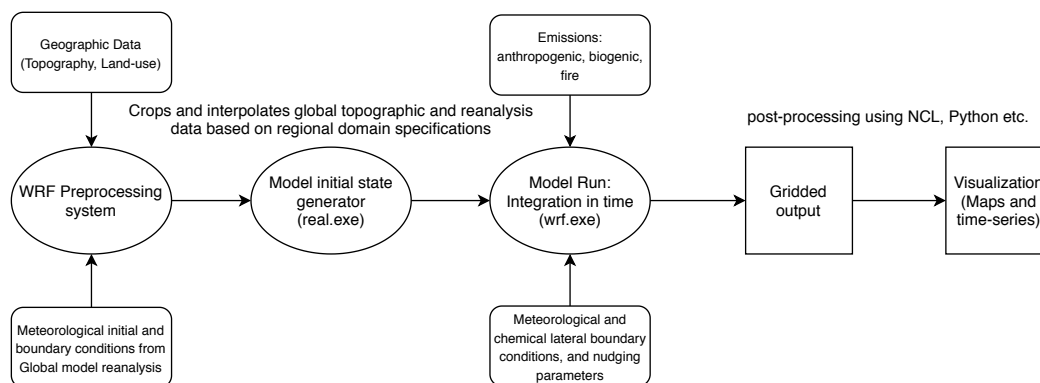 Geographic Data
(Topography, Land-use)
Emissions:
anthropogenic, biogenic,
fire
Crops and interpolates global topographic and reanalysis
data based on regional domain specifications
post-processing using NCL, Python etc.
WRF Preprocessing
system
Model initial state
generator
(real.exe)
Model Run:
Integration in time
(wrf.exe)
Gridded
output
Visualization
(Maps and
time-series)
Meteorological initial and
boundary conditions from
Global model reanalysis
Meteorological and
chemical lateral boundary
conditions, and nudging
parameters